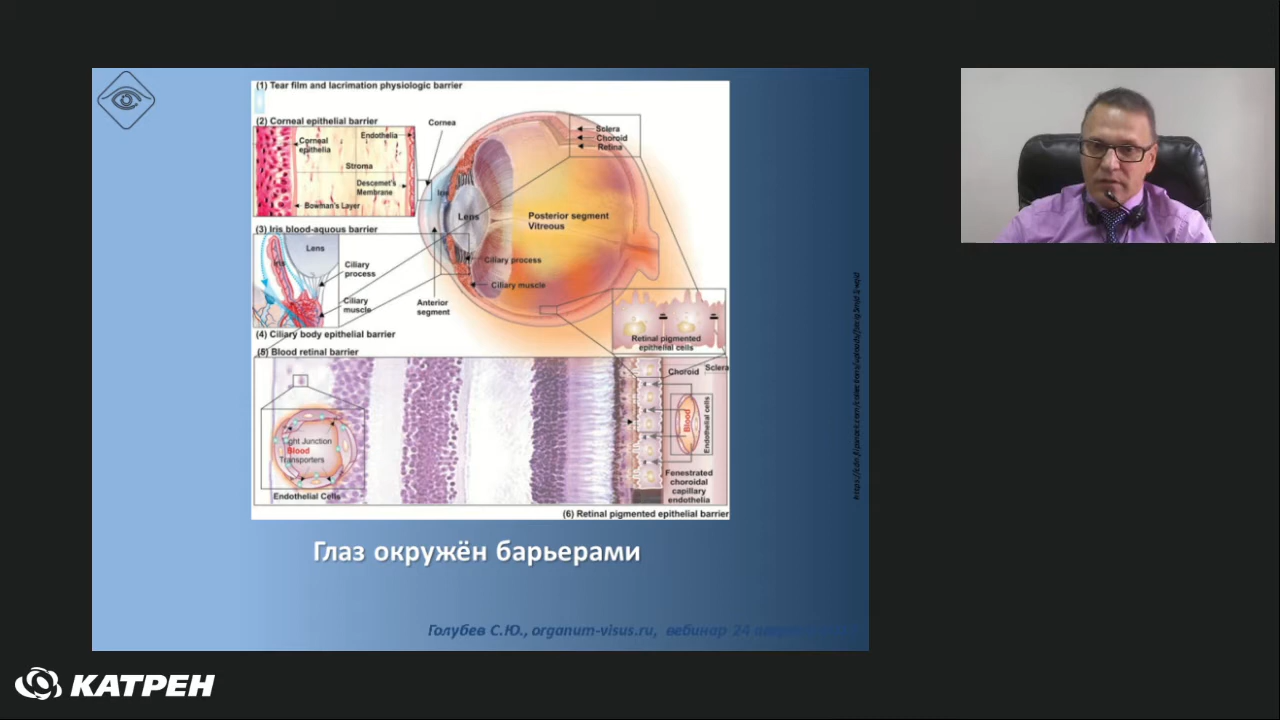 (1) Tear film and lacrimation physiologic barrier
(2) Corneal epithelial barrier
Endothelia
Corneal
epithelia
Stroma
Descemet's
Membrane
Bowman's Layer
Cornea
Sclera
Choroid
Retina
Iris
Lens
Posterior segment
Vitreous
(3) Iris blood-aquous barrier
Lens
Iris
Ciliary
process
Ciliary
muscle
Ciliary process
Ciliary muscle
Anterior
segment
(4) Ciliary body epithelial barrier
Retinal pigmented
epithelial cells
(5) Blood retinal barrier
Choroid
Sclera
Tight Junction
Blood
Transporters
Endothelial Cells
Blood
Endothelial cells
Fenestrated
choroidal
capillary
endothelia
(6) Retinal pigmented epithelial barrier
Глаз окружён барьерами
Голубев С.Ю., organum-visus.ru, вебинар 24
КАТРЕН